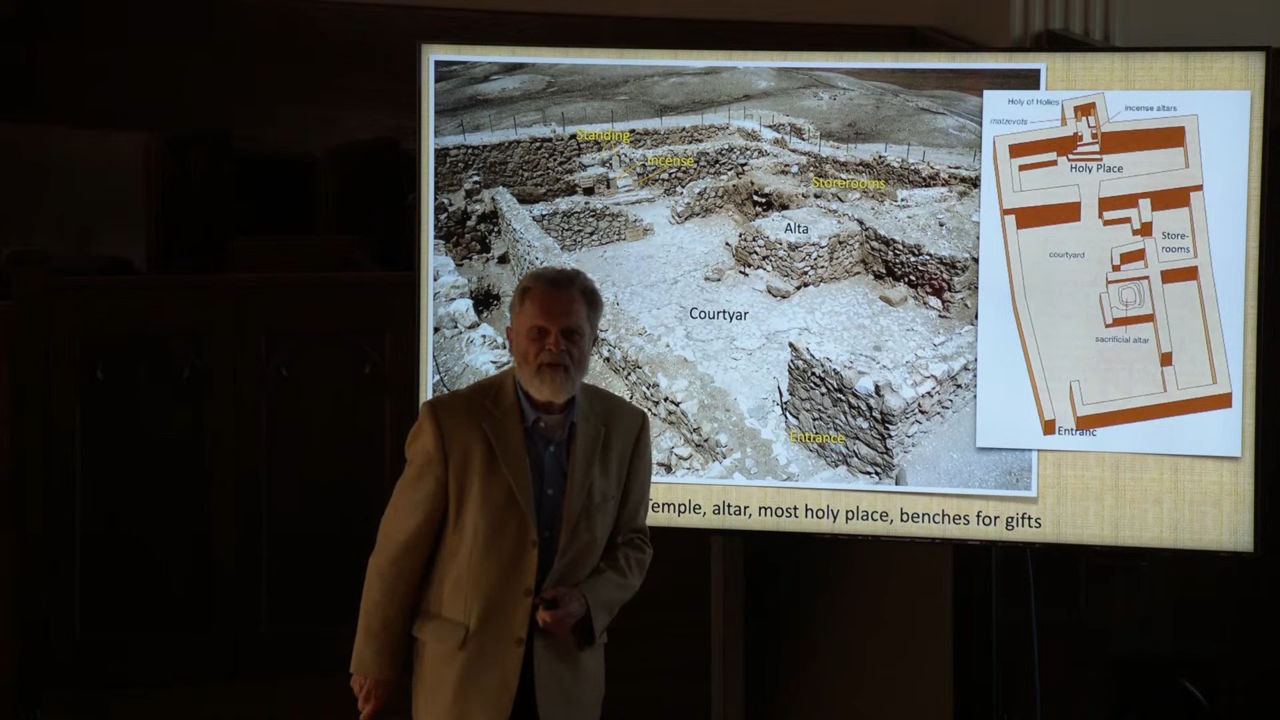 Standing
Incense
Storerooms
Alta
Courtyar
Entrance
Holy of Holies
incense altars
matzevots
Holy Place
Store-
rooms
courtyard
sacrificial altar
Entranc
Temple, altar, most holy place, benches for gifts